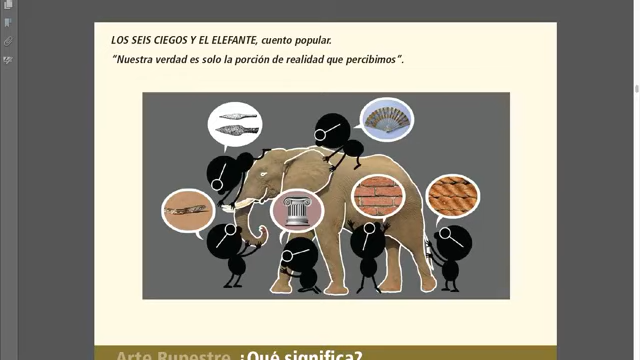 LOS SEIS CIEGOS Y EL ELEFANTE, cuento popular.
“Nuestra verdad es solo la porción de realidad que percibimos”.
Arte Rupestre ¿Qué significa?